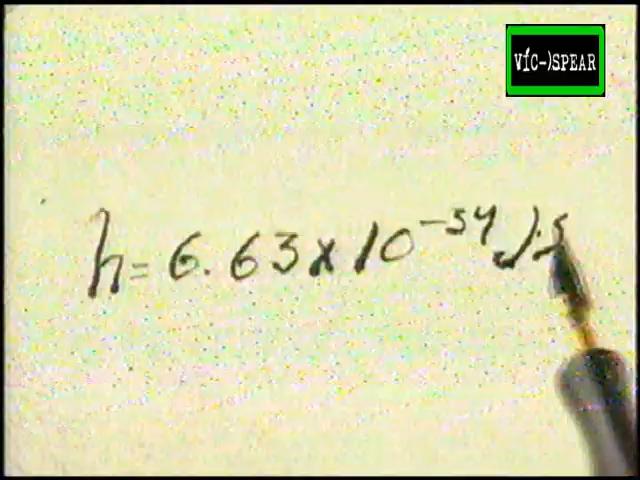 VíC-)SPEAR
h = 6.63 x 10⁻³⁴ J·s